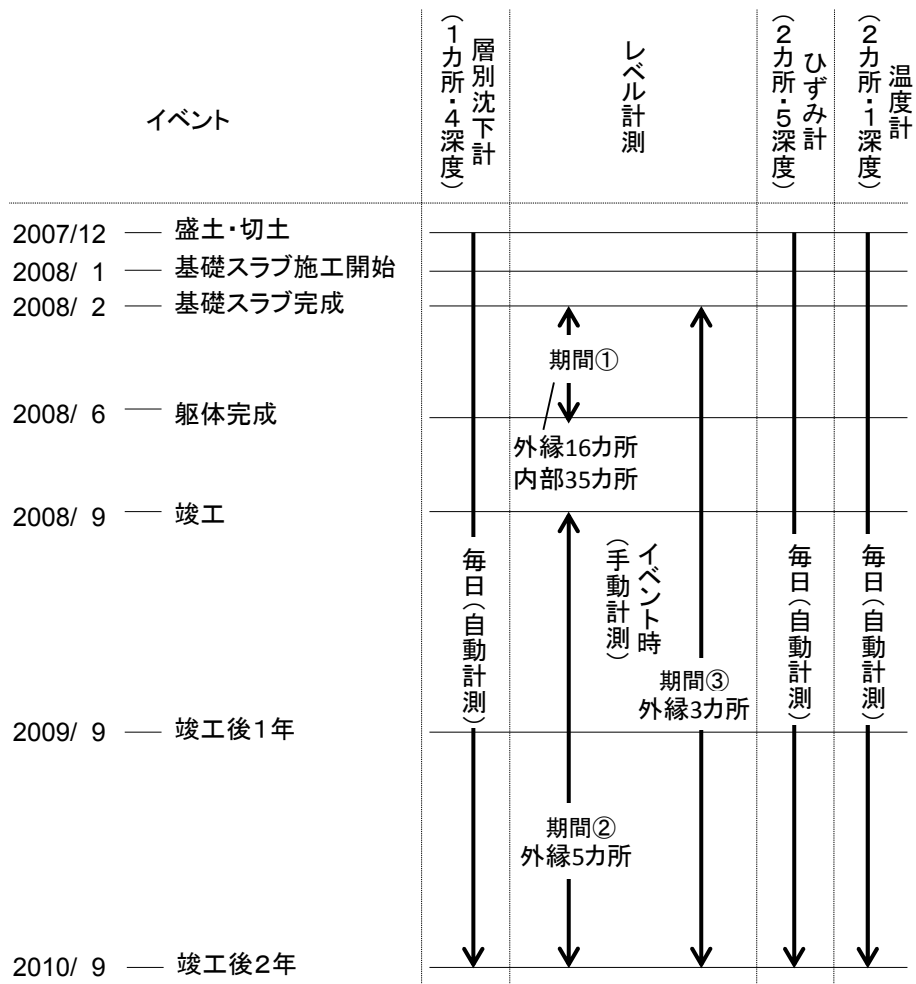 イベント
層別沈下計
（1カ所・4深度）
レベル計測
ひずみ計
（2カ所・5深度）
温度計
（2カ所・1深度）
2007/12 — 盛土・切土
2008/ 1 — 基礎スラブ施工開始
2008/ 2 — 基礎スラブ完成
期間①
2008/ 6 — 躯体完成
外縁16カ所
内部35カ所
2008/ 9 — 竣工
毎日（自動計測）
イベント時
（手動計測）
毎日（自動計測）
毎日（自動計測）
期間③
外縁3カ所
2009/ 9 — 竣工後1年
期間②
外縁5カ所
2010/ 9 — 竣工後2年